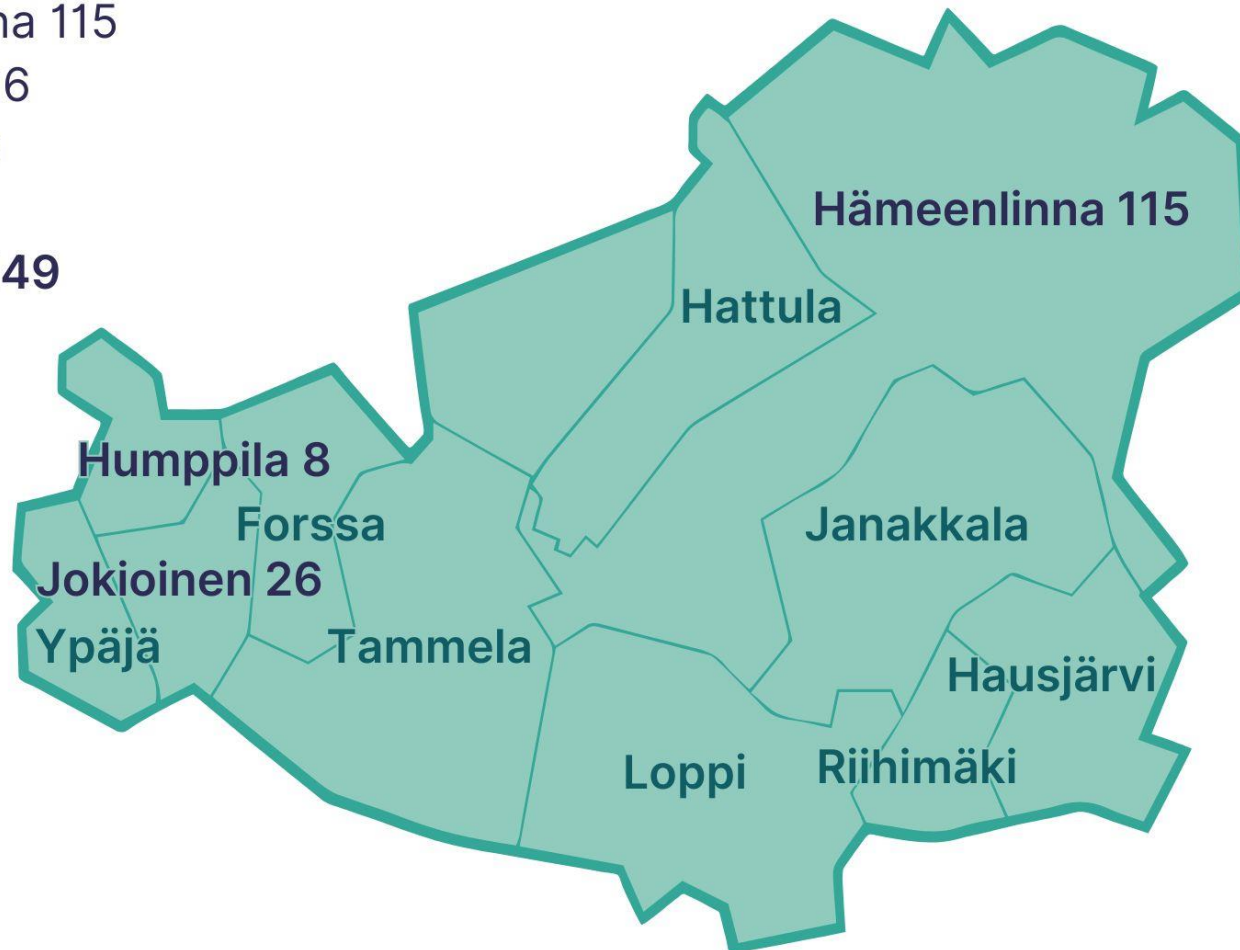 na 115
6
49
Hämeenlinna 115
Hattula
Humppila 8
Forssa
Janakkala
Jokioinen 26
Ypäjä
Tammela
Hausjärvi
Loppi
Riihimäki